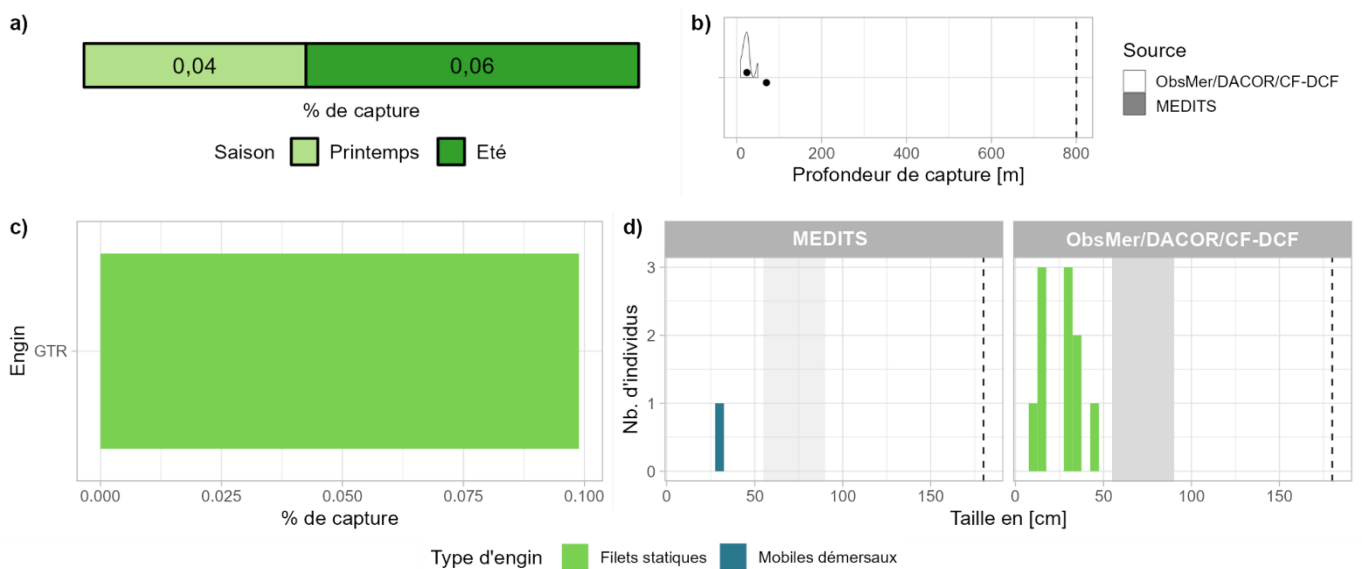 a)
0,04 0,06
% de capture
Saison Printemps Eté
b)
0 200 400 600 800
Profondeur de capture [m]
Source
ObsMer/DACOR/CF-DCF
MEDITS
c)
Engin
GTR
0.000 0.025 0.050 0.075 0.100
% de capture
d)
MEDITS ObsMer/DACOR/CF-DCF
Nb. d'individus
3
2
1
0
0 50 100 150 0 50 100 150
Taille en [cm]
Type d'engin Filets statiques Mobiles démersaux